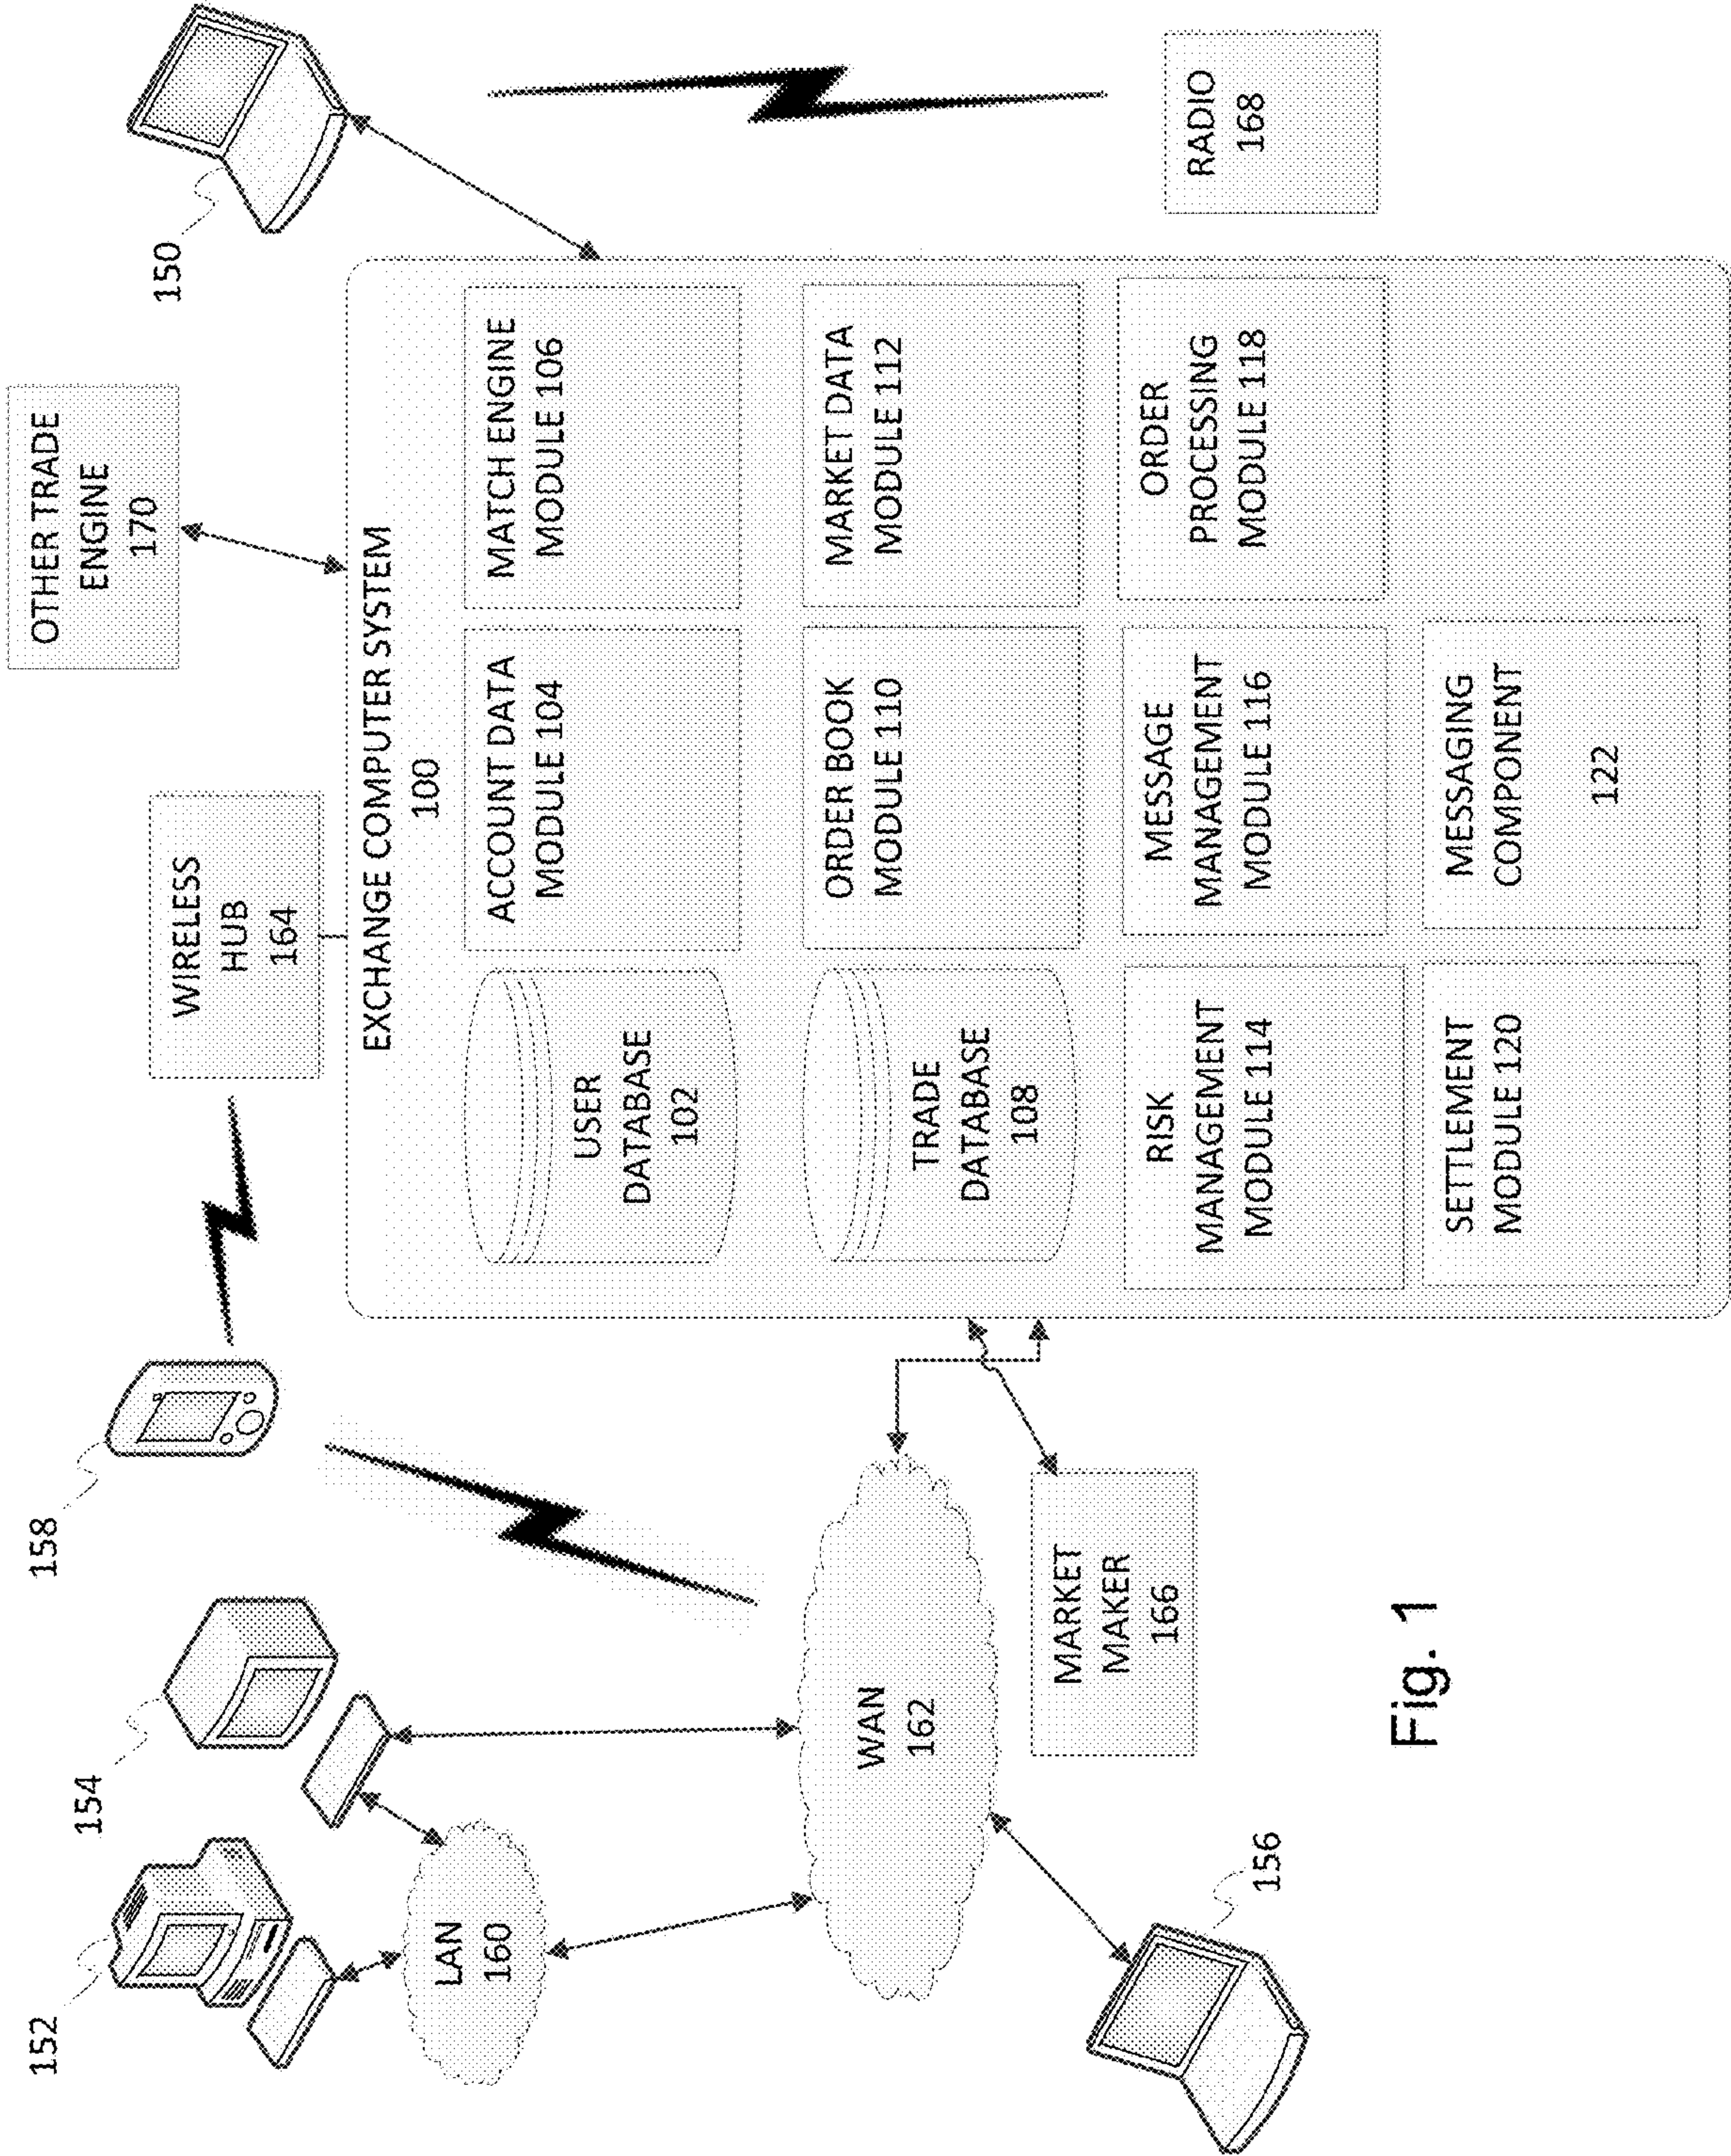 152
154
158
LAN
160
WAN
162
156
MARKET
MAKER
166
WIRELESS
HUB
164
OTHER TRADE
ENGINE
170
150
EXCHANGE COMPUTER SYSTEM
100
USER
DATABASE
102
ACCOUNT DATA
MODULE 104
MATCH ENGINE
MODULE 106
TRADE
DATABASE
108
ORDER BOOK
MODULE 110
MARKET DATA
MODULE 112
RISK
MANAGEMENT
MODULE 114
MESSAGE
MANAGEMENT
MODULE 116
ORDER
PROCESSING
MODULE 118
SETTLEMENT
MODULE 120
MESSAGING
COMPONENT
122
RADIO
168
Fig. 1